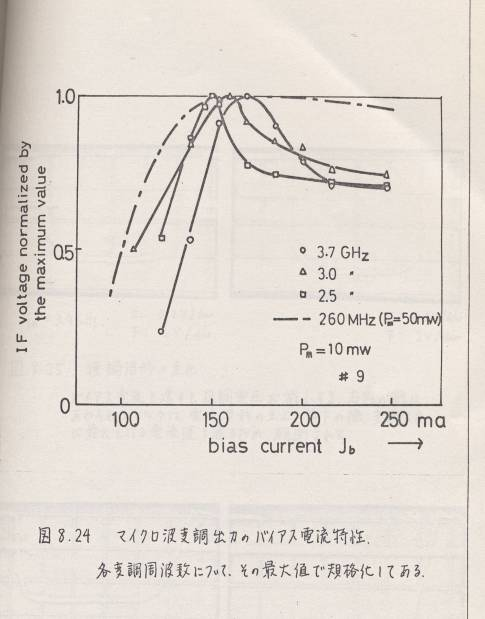 IF voltage normalized by
the maximum value
1.0
0.5
0
○ 3.7 GHz
△ 3.0 〃
□ 2.5 〃
260 MHz (Pm=50mw)
Pm = 10 mw
# 9
100 150 200 250 ma
bias current Jb →
図 8.24 マイクロ波変調出力のバイアス電流特性.
各変調周波数について、その最大値で規格化してある.